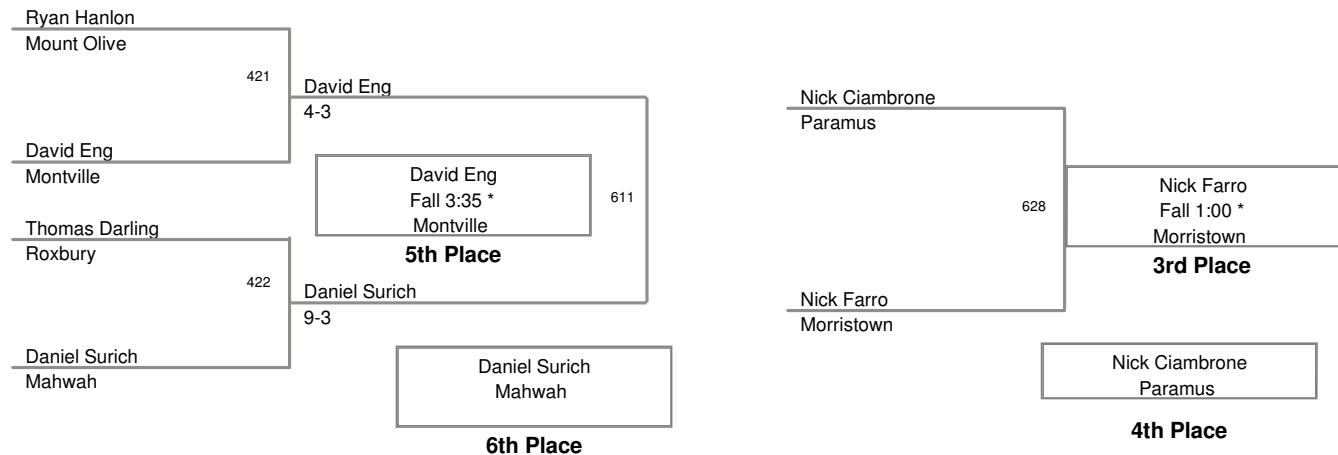 Ryan Hanlon
Mount Olive
421
David Eng
4-3
David Eng
Montville
David Eng
Fall 3:35 *
Montville
5th Place
611
Thomas Darling
Roxbury
422
Daniel Surich
9-3
Daniel Surich
Mahwah
Daniel Surich
Mahwah
6th Place
Nick Ciambrone
Paramus
628
Nick Farro
Fall 1:00 *
Morristown
3rd Place
Nick Farro
Morristown
Nick Ciambrone
Paramus
4th Place